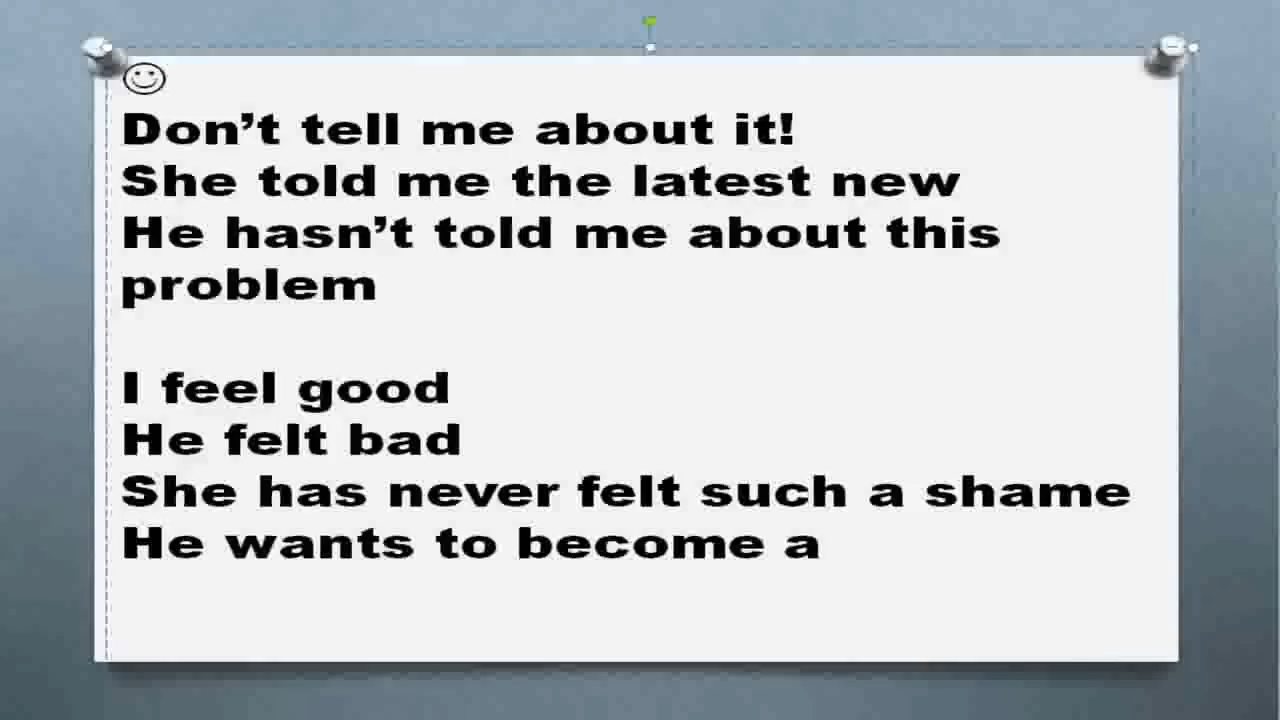 Don’t tell me about it!
She told me the latest new
He hasn’t told me about this
problem
I feel good
He felt bad
She has never felt such a shame
He wants to become a